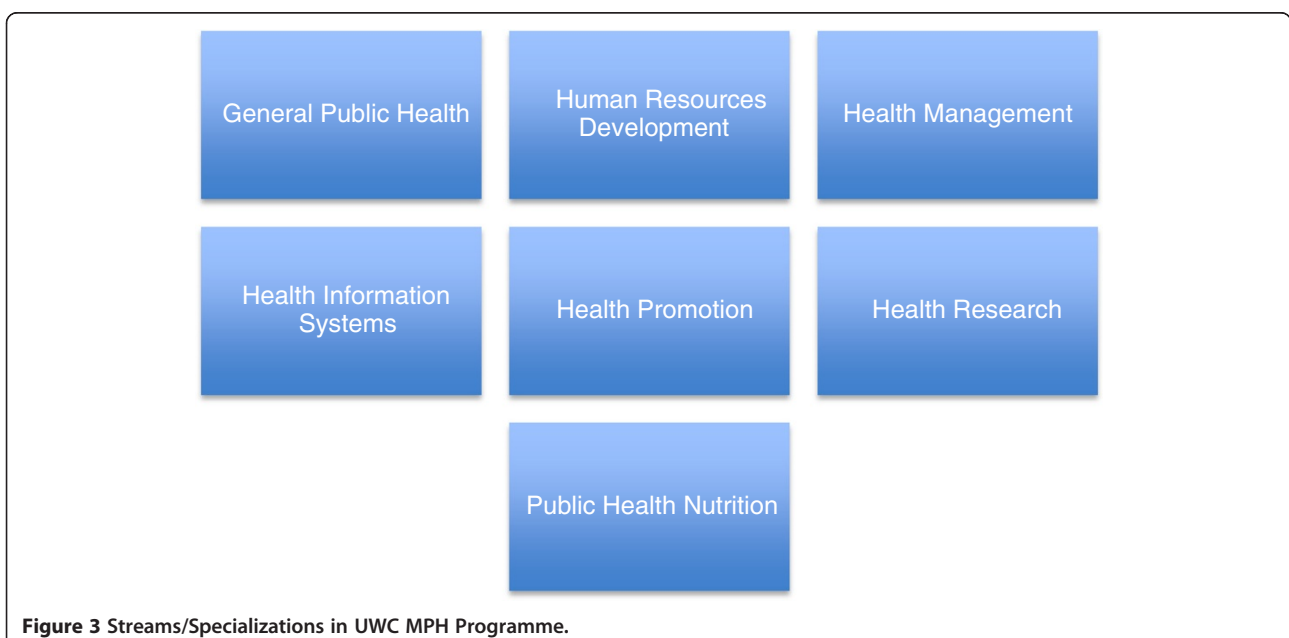 General Public Health
Human Resources
Development
Health Management
Health Information
Systems
Health Promotion
Health Research
Public Health Nutrition
Figure 3 Streams/Specializations in UWC MPH Programme.